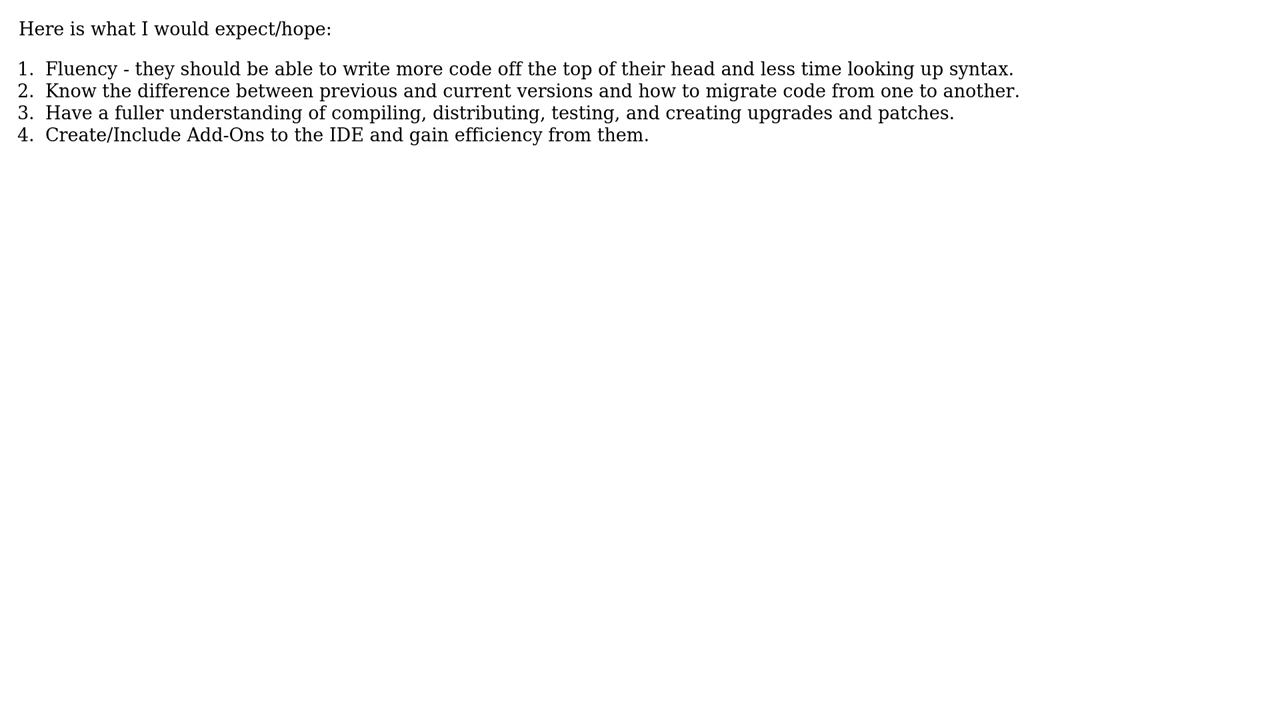 Here is what I would expect/hope:
1. Fluency - they should be able to write more code off the top of their head and less time looking up syntax.
2. Know the difference between previous and current versions and how to migrate code from one to another.
3. Have a fuller understanding of compiling, distributing, testing, and creating upgrades and patches.
4. Create/Include Add-Ons to the IDE and gain efficiency from them.